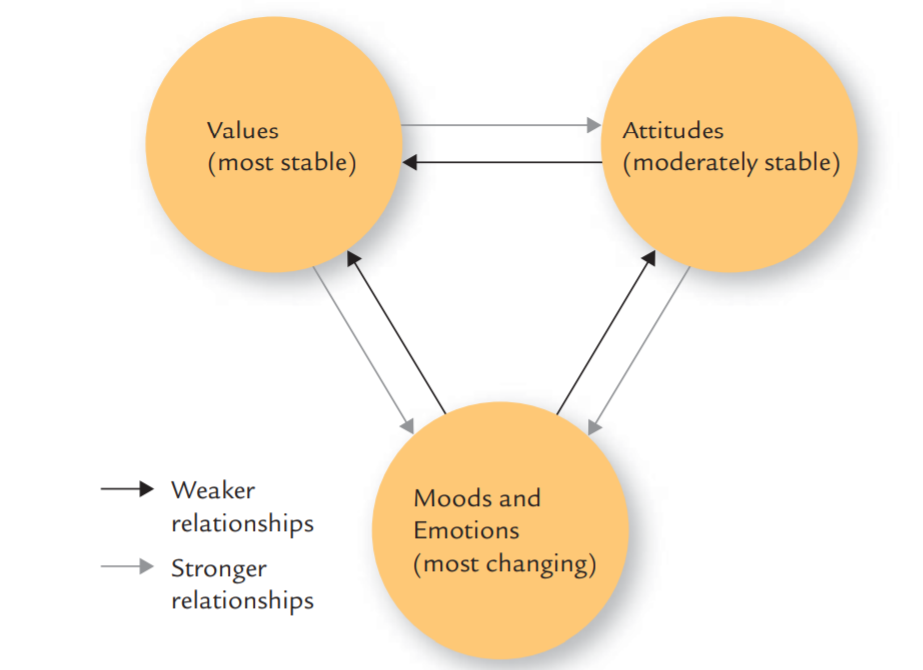 Values
(most stable)
Attitudes
(moderately stable)
Moods and
Emotions
(most changing)
Weaker
relationships
Stronger
relationships